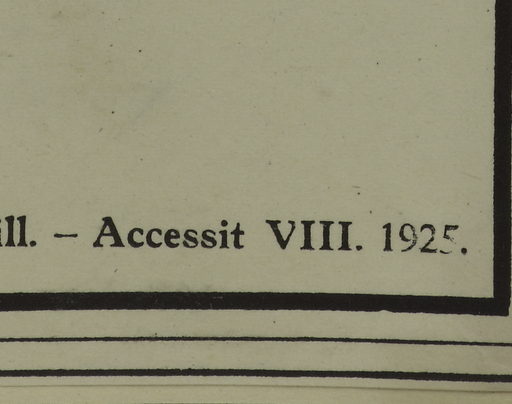 ill. – Accessit VIII. 1925.